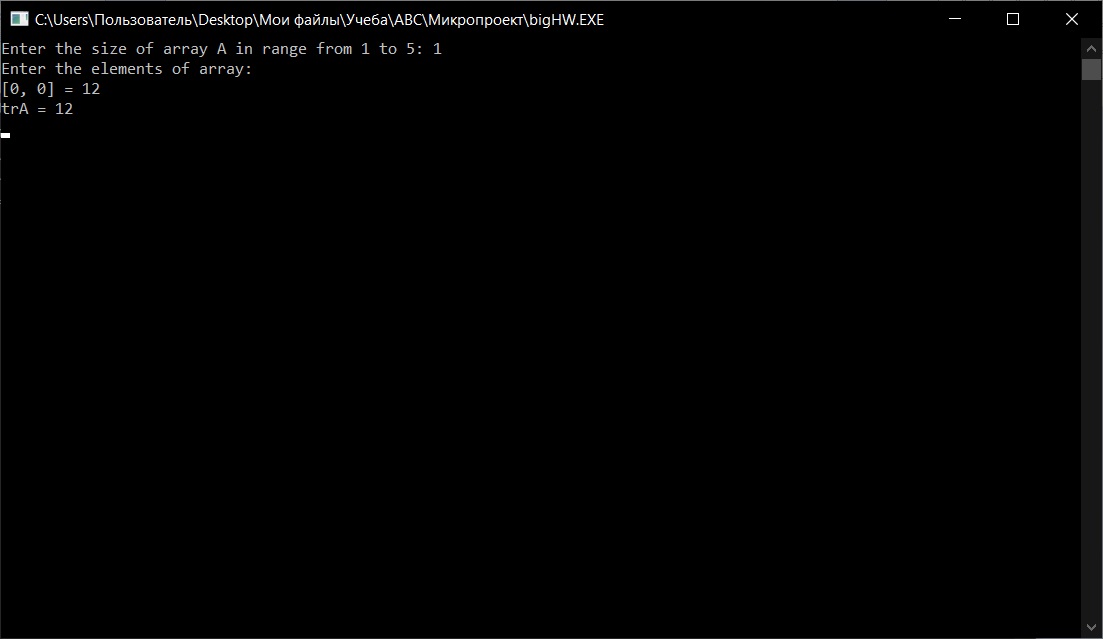 C:\Users\Пользователь\Desktop\Мои файлы\Учеба\АВС\Микропроект\bigHW.EXE
Enter the size of array A in range from 1 to 5: 1
Enter the elements of array:
[0, 0] = 12
trA = 12